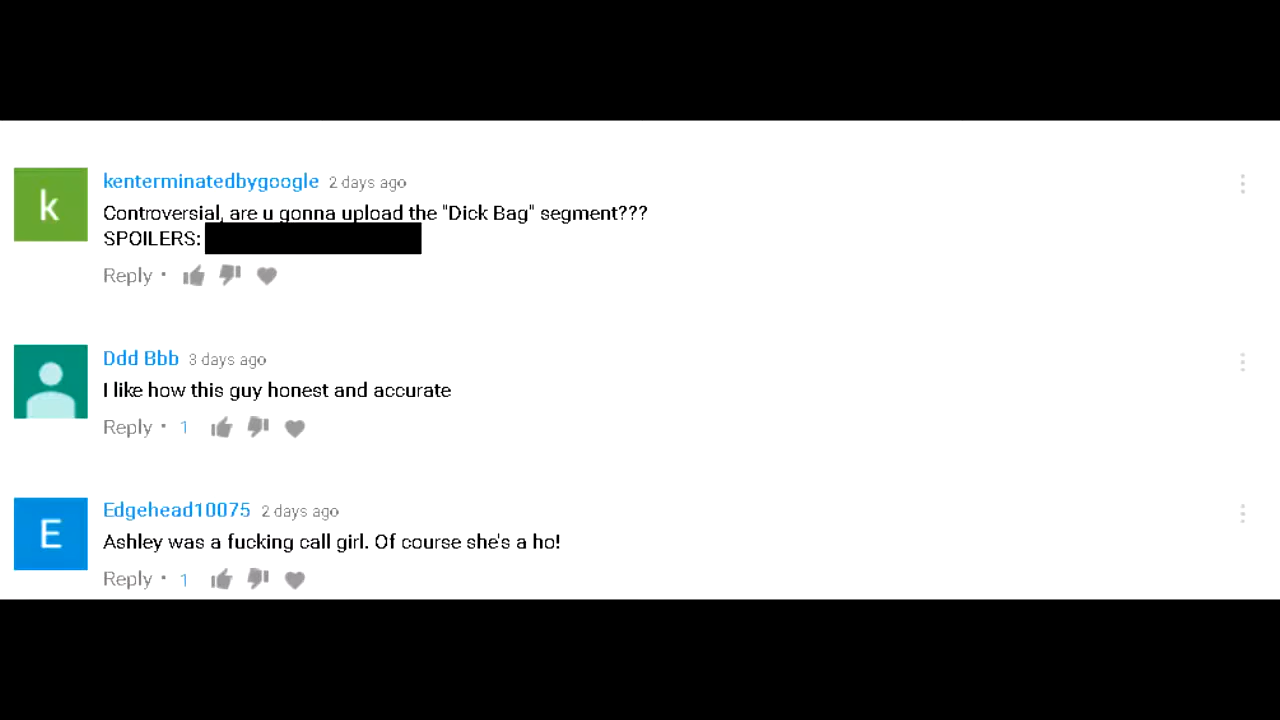 k
kenterminatedbygoogle 2 days ago
Controversial, are u gonna upload the "Dick Bag" segment???
SPOILERS:
Reply •
Ddd Bbb 3 days ago
I like how this guy honest and accurate
Reply • 1
E
Edgehead10075 2 days ago
Ashley was a fucking call girl. Of course she's a ho!
Reply • 1